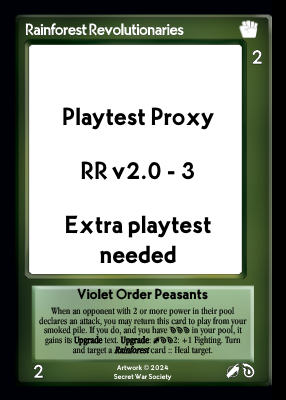 Rainforest Revolutionaries
2
Playtest Proxy
RR v2.0 - 3
Extra playtest
needed
Violet Order Peasants
When an opponent with 2 or more power in their pool
declares an attack, you may return this card to play from your
smoked pile. If you do, and you have in your pool, it
gains its Upgrade text. Upgrade: 2: +1 Fighting. Turn
and target a Rainforest card :: Heal target.
2
Artwork © 2024
Secret War Society